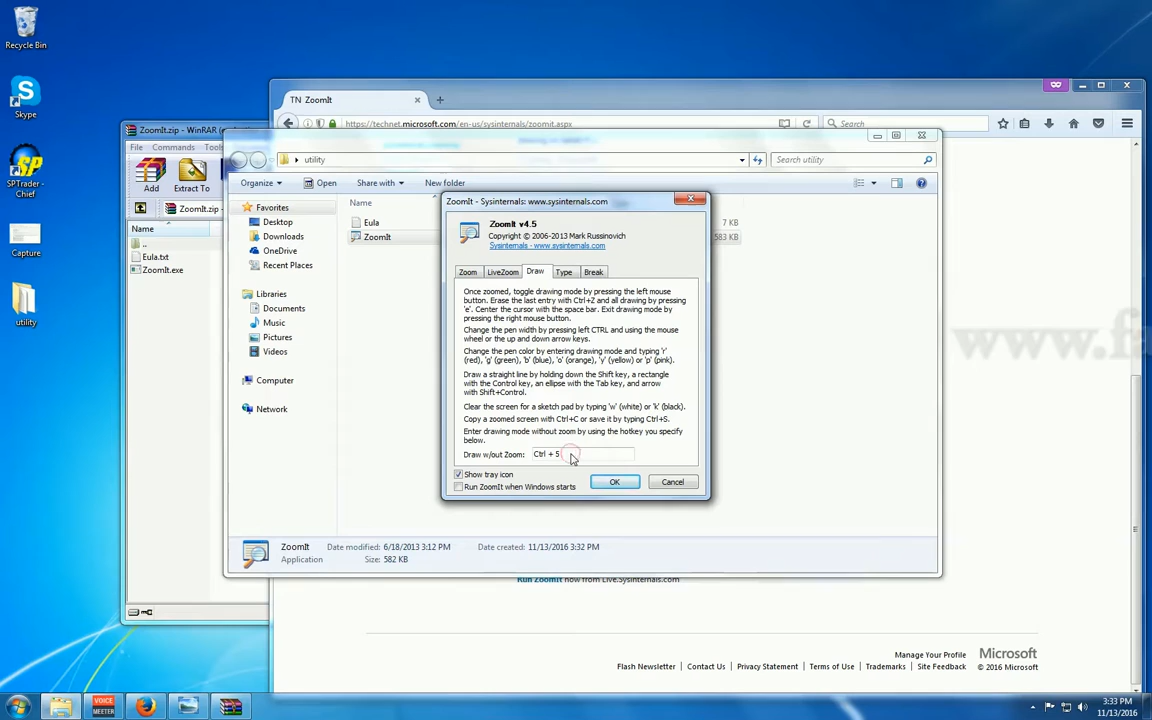 Recycle Bin
Skype
SPTrader -
Chief
Capture
utility
TN ZoomIt
https://technet.microsoft.com/en-us/sysinternals/zoomit.aspx
Search
ZoomIt.zip - WinRAR
File Commands Tools
Add Extract To
ZoomIt.zip
Name
..
Eula.txt
ZoomIt.exe
utility
Search utility
Organize Open Share with New folder
Favorites
Desktop
Downloads
OneDrive
Recent Places
Libraries
Documents
Music
Pictures
Videos
Computer
Network
Name
Eula
7 KB
ZoomIt
583 KB
ZoomIt - Sysinternals: www.sysinternals.com
ZoomIt v4.5
Copyright © 2006-2013 Mark Russinovich
Sysinternals - www.sysinternals.com
Zoom LiveZoom Draw Type Break
Once zoomed, toggle drawing mode by pressing the left mouse
button. Erase the last entry with Ctrl+Z and all drawing by pressing
'e'. Center the cursor with the space bar. Exit drawing mode by
pressing the right mouse button.
Change the pen width by pressing left CTRL and using the mouse
wheel or the up and down arrow keys.
Change the pen color by entering drawing mode and typing 'r'
(red), 'g' (green), 'b' (blue), 'o' (orange), 'y' (yellow) or 'p' (pink).
Draw a straight line by holding down the Shift key, a rectangle
with the Control key, an ellipse with the Tab key, and arrow
with Shift+Control.
Clear the screen for a sketch pad by typing 'w' (white) or 'k' (black).
Copy a zoomed screen with Ctrl+C or save it by typing Ctrl+S.
Enter drawing mode without zoom by using the hotkey you specify
below.
Draw w/out Zoom: Ctrl + 5
Show tray icon
Run ZoomIt when Windows starts
OK Cancel
ZoomIt Date modified: 6/18/2013 3:12 PM Date created: 11/13/2016 3:32 PM
Application Size: 582 KB
Run ZoomIt now from Live.Sysinternals.com
www.fa
Manage Your Profile Microsoft
Flash Newsletter | Contact Us | Privacy Statement | Terms of Use | Trademarks | Site Feedback © 2016 Microsoft
VOICE
MEETER
3:33 PM
11/13/2016